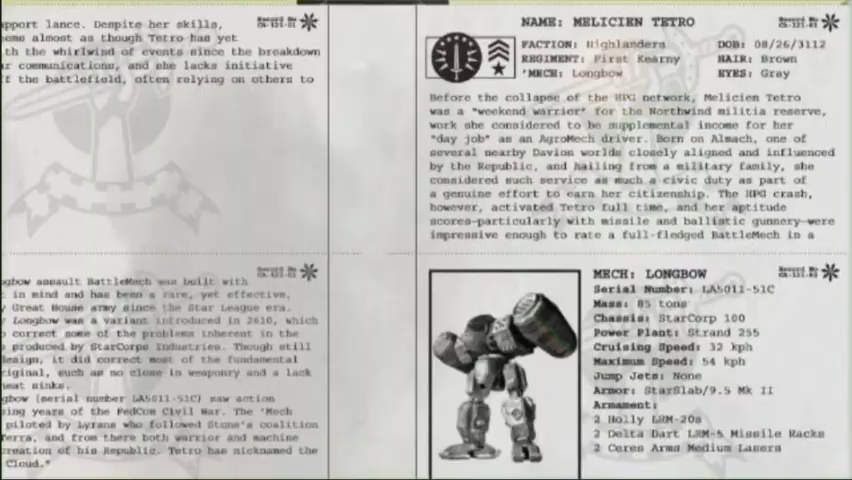 pport lance. Despite her skills,
ems almost as though Tetro has yet
th the whirlwind of events since the breakdown
r communications, and she lacks initiative
f the battlefield, often relying on others to
NAME: MELICIEN TETRO
FACTION: Highlanders
REGIMENT: First Kearny
'MECH: Longbow
DOB: 08/26/3112
HAIR: Brown
EYES: Gray
Before the collapse of the HPG network, Melicien Tetro
was a "weekend warrior" for the Northwind militia reserve,
work she considered to be supplemental income for her
"day job" as an AgroMech driver. Born on Almach, one of
several nearby Davion worlds closely aligned and influenced
by the Republic, and hailing from a military family, she
considered such service as much a civic duty as part of
a genuine effort to earn her citizenship. The HPG crash,
however, activated Tetro full time, and her aptitude
scores—particularly with missile and ballistic gunnery—were
impressive enough to rate a full-fledged BattleMech in a
gbow assault BattleMech was built with
in mind and has been a rare, yet effective,
Great House army since the Star League era.
Longbow was a variant introduced in 2610, which
correct some of the problems inherent in the
produced by StarCorps Industries. Though still
design, it did correct most of the fundamental
riginal, such as no close in weaponry and a lack
heat sinks.
gbow (serial number LA5011-51C) saw action
ing years of the FedCom Civil War. The 'Mech
piloted by Lyrans who followed Stone's coalition
Terra, and from there both warrior and machine
creation of his Republic. Tetro has nicknamed the
Cloud."
MECH: LONGBOW
Serial Number: LA5011-51C
Mass: 85 tons
Chassis: StarCorp 100
Power Plant: Strand 255
Cruising Speed: 32 kph
Maximum Speed: 54 kph
Jump Jets: None
Armor: StarSlab/9.5 Mk II
Armament:
2 Holly LRM-20s
2 Delta Dart LRM-5 Missile Racks
2 Ceres Arms Medium Lasers